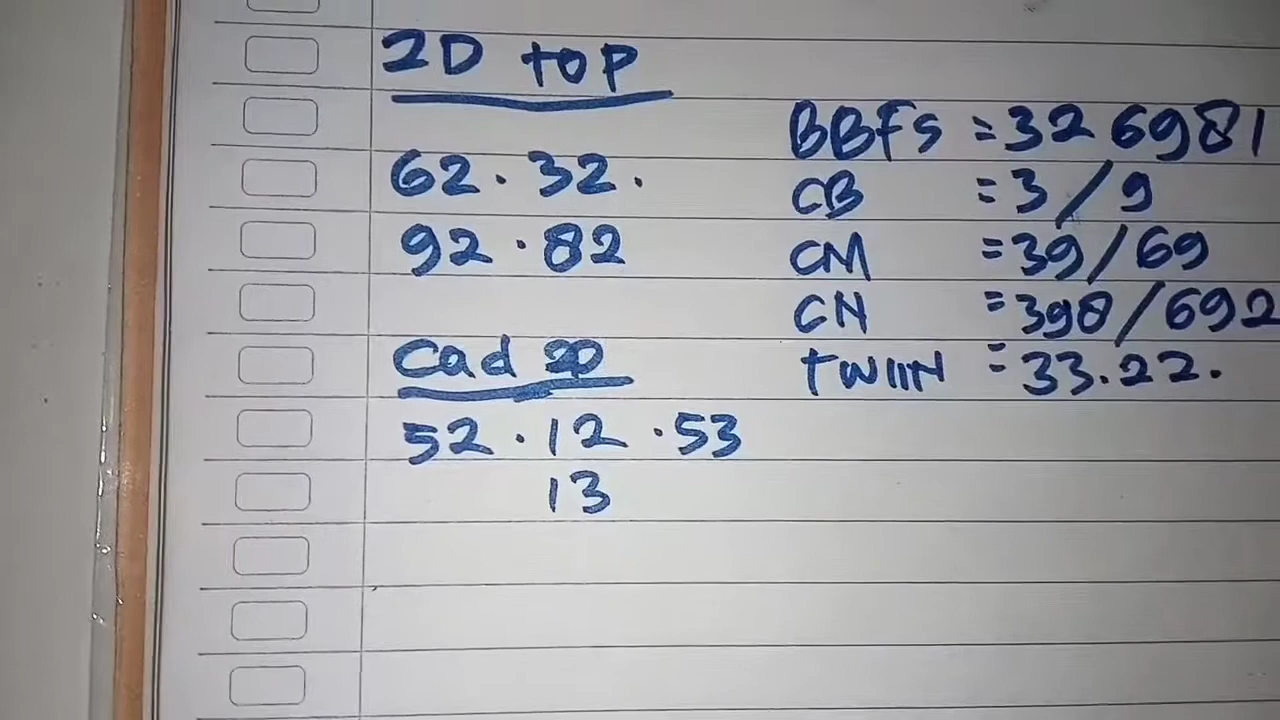 2D top
62. 32.
92. 82
Cad 2D
52. 12. 53
13
BBFS = 326981
CB = 3/9
CM = 39/69
CN = 398/692
TWIIN = 33.22.